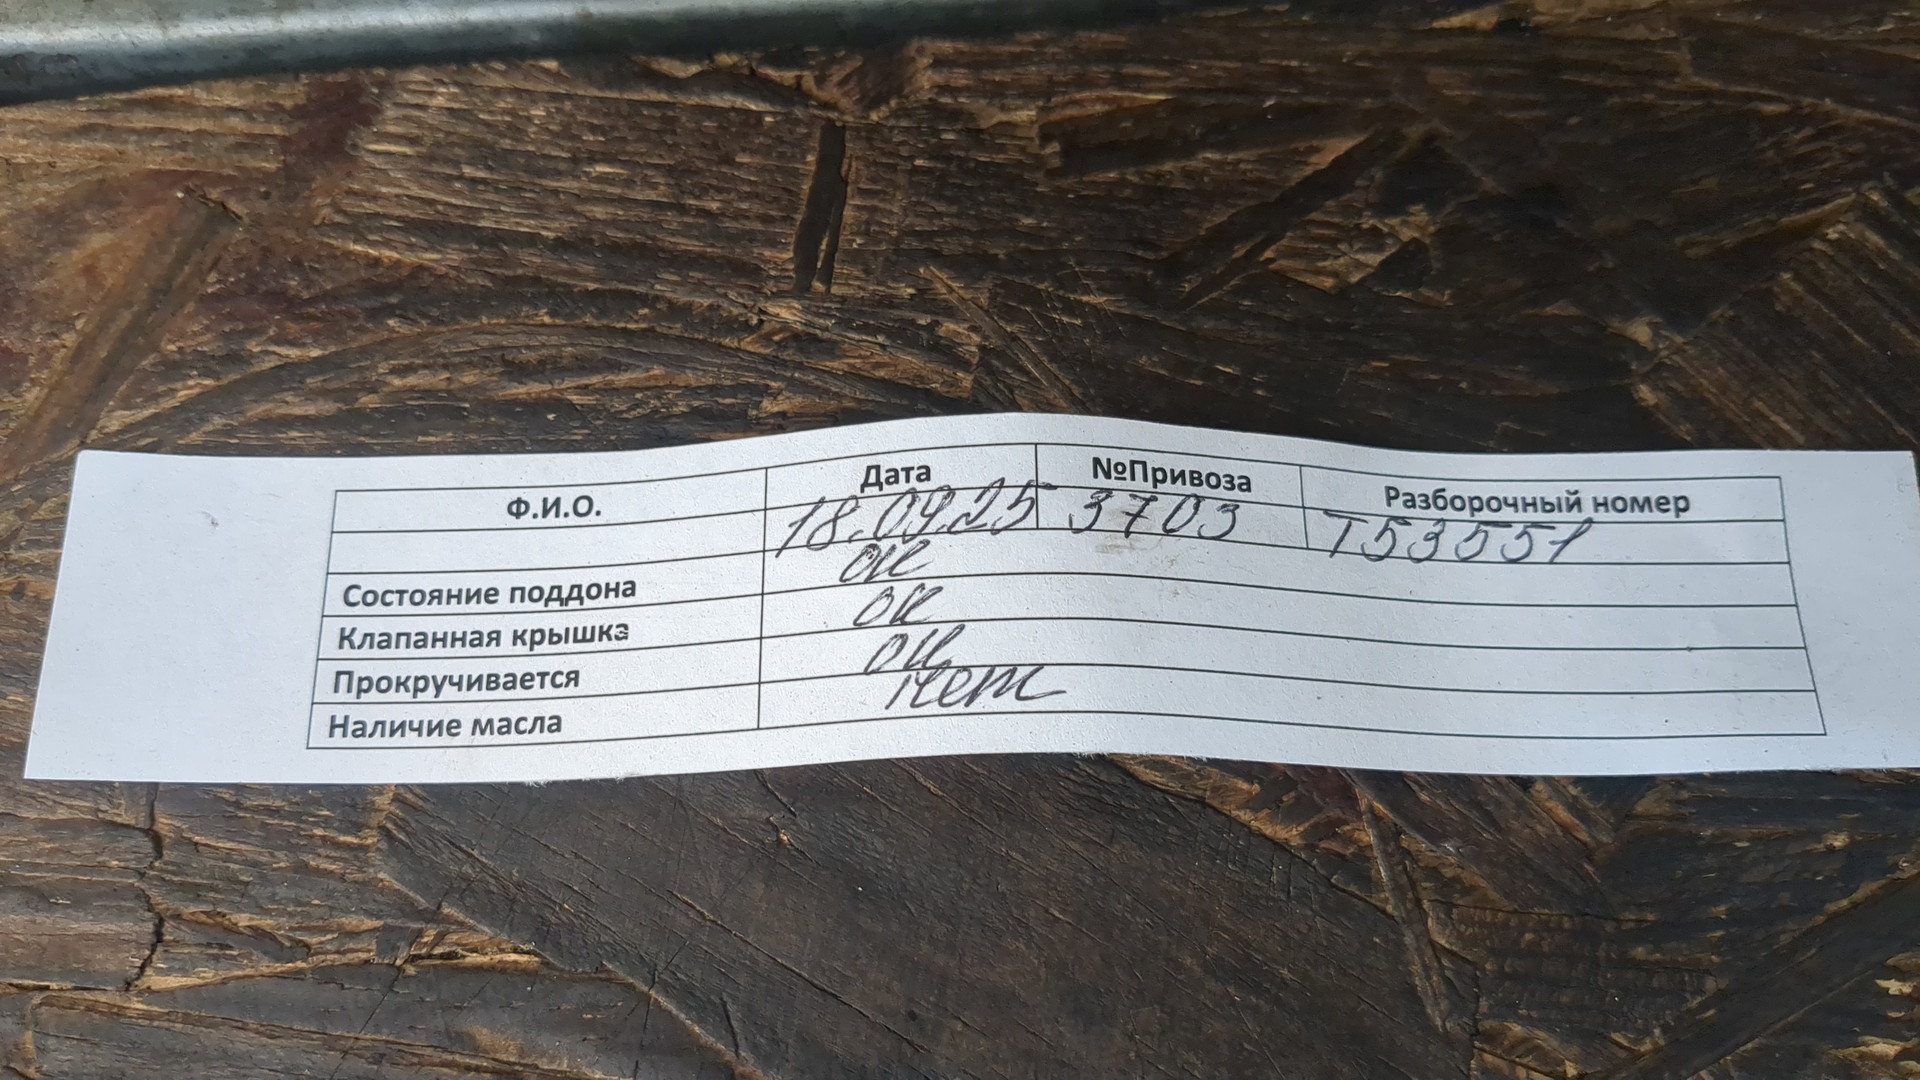 Ф.И.О. Дата №Привоза Разборочный номер
18.09.25 3703 Т53551
Состояние поддона ок
Клапанная крышка ок
Прокручивается ок
Наличие масла Нет